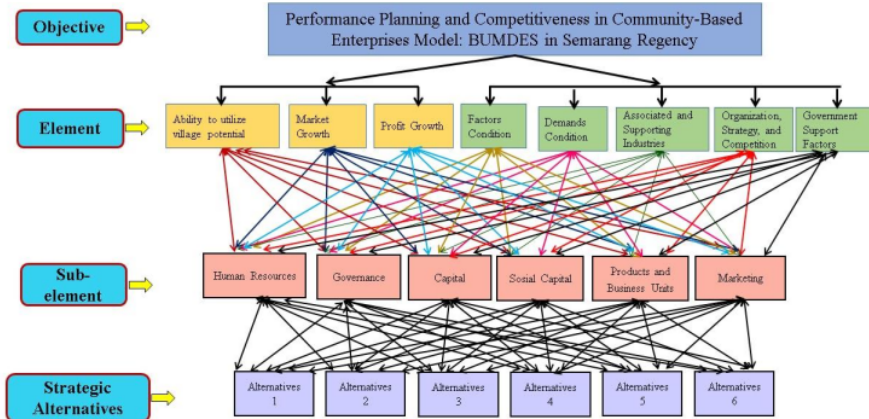 Objective
Performance Planning and Competitiveness in Community-Based
Enterprises Model: BUMDES in Semarang Regency
Element
Ability to utilize
village potential
Market
Growth
Profit Growth
Factors
Condition
Demands
Condition
Associated and
Supporting
Industries
Organization,
Strategy, and
Competition
Government
Support
Factors
Sub-
element
Human Resources
Governance
Capital
Sosial Capital
Products and
Business Units
Marketing
Strategic
Alternatives
Alternatives
1
Alternatives
2
Alternatives
3
Alternatives
4
Alternatives
5
Alternatives
6